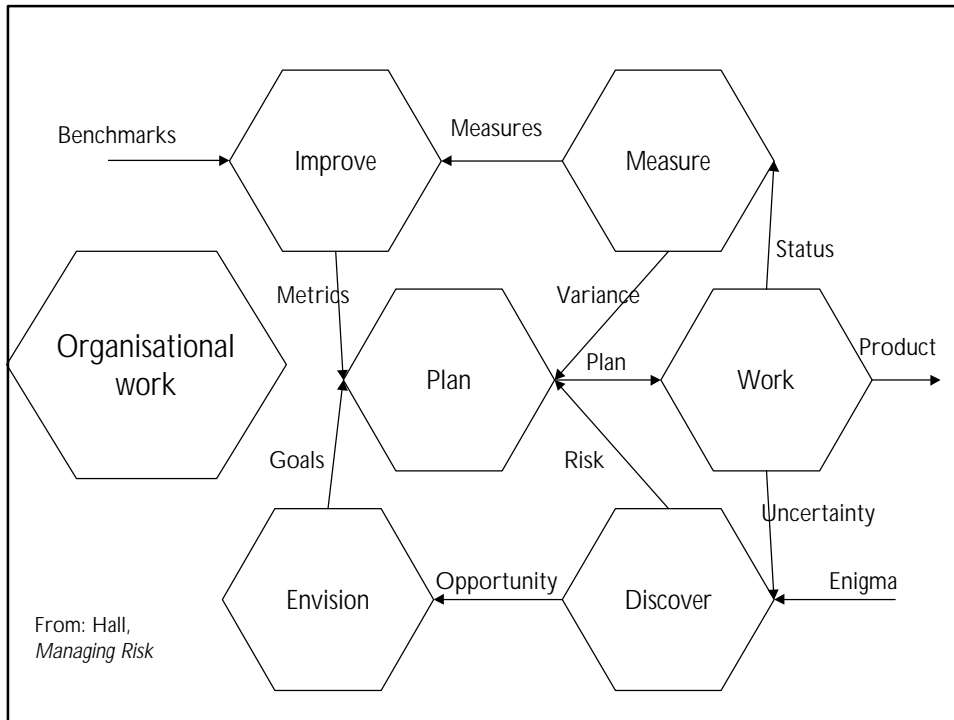 Benchmarks
Improve
Measures
Measure
Status
Metrics
Variance
Organisational
work
Plan
Plan
Work
Product
Goals
Risk
Uncertainty
Envision
Opportunity
Discover
Enigma
From: Hall,
Managing Risk